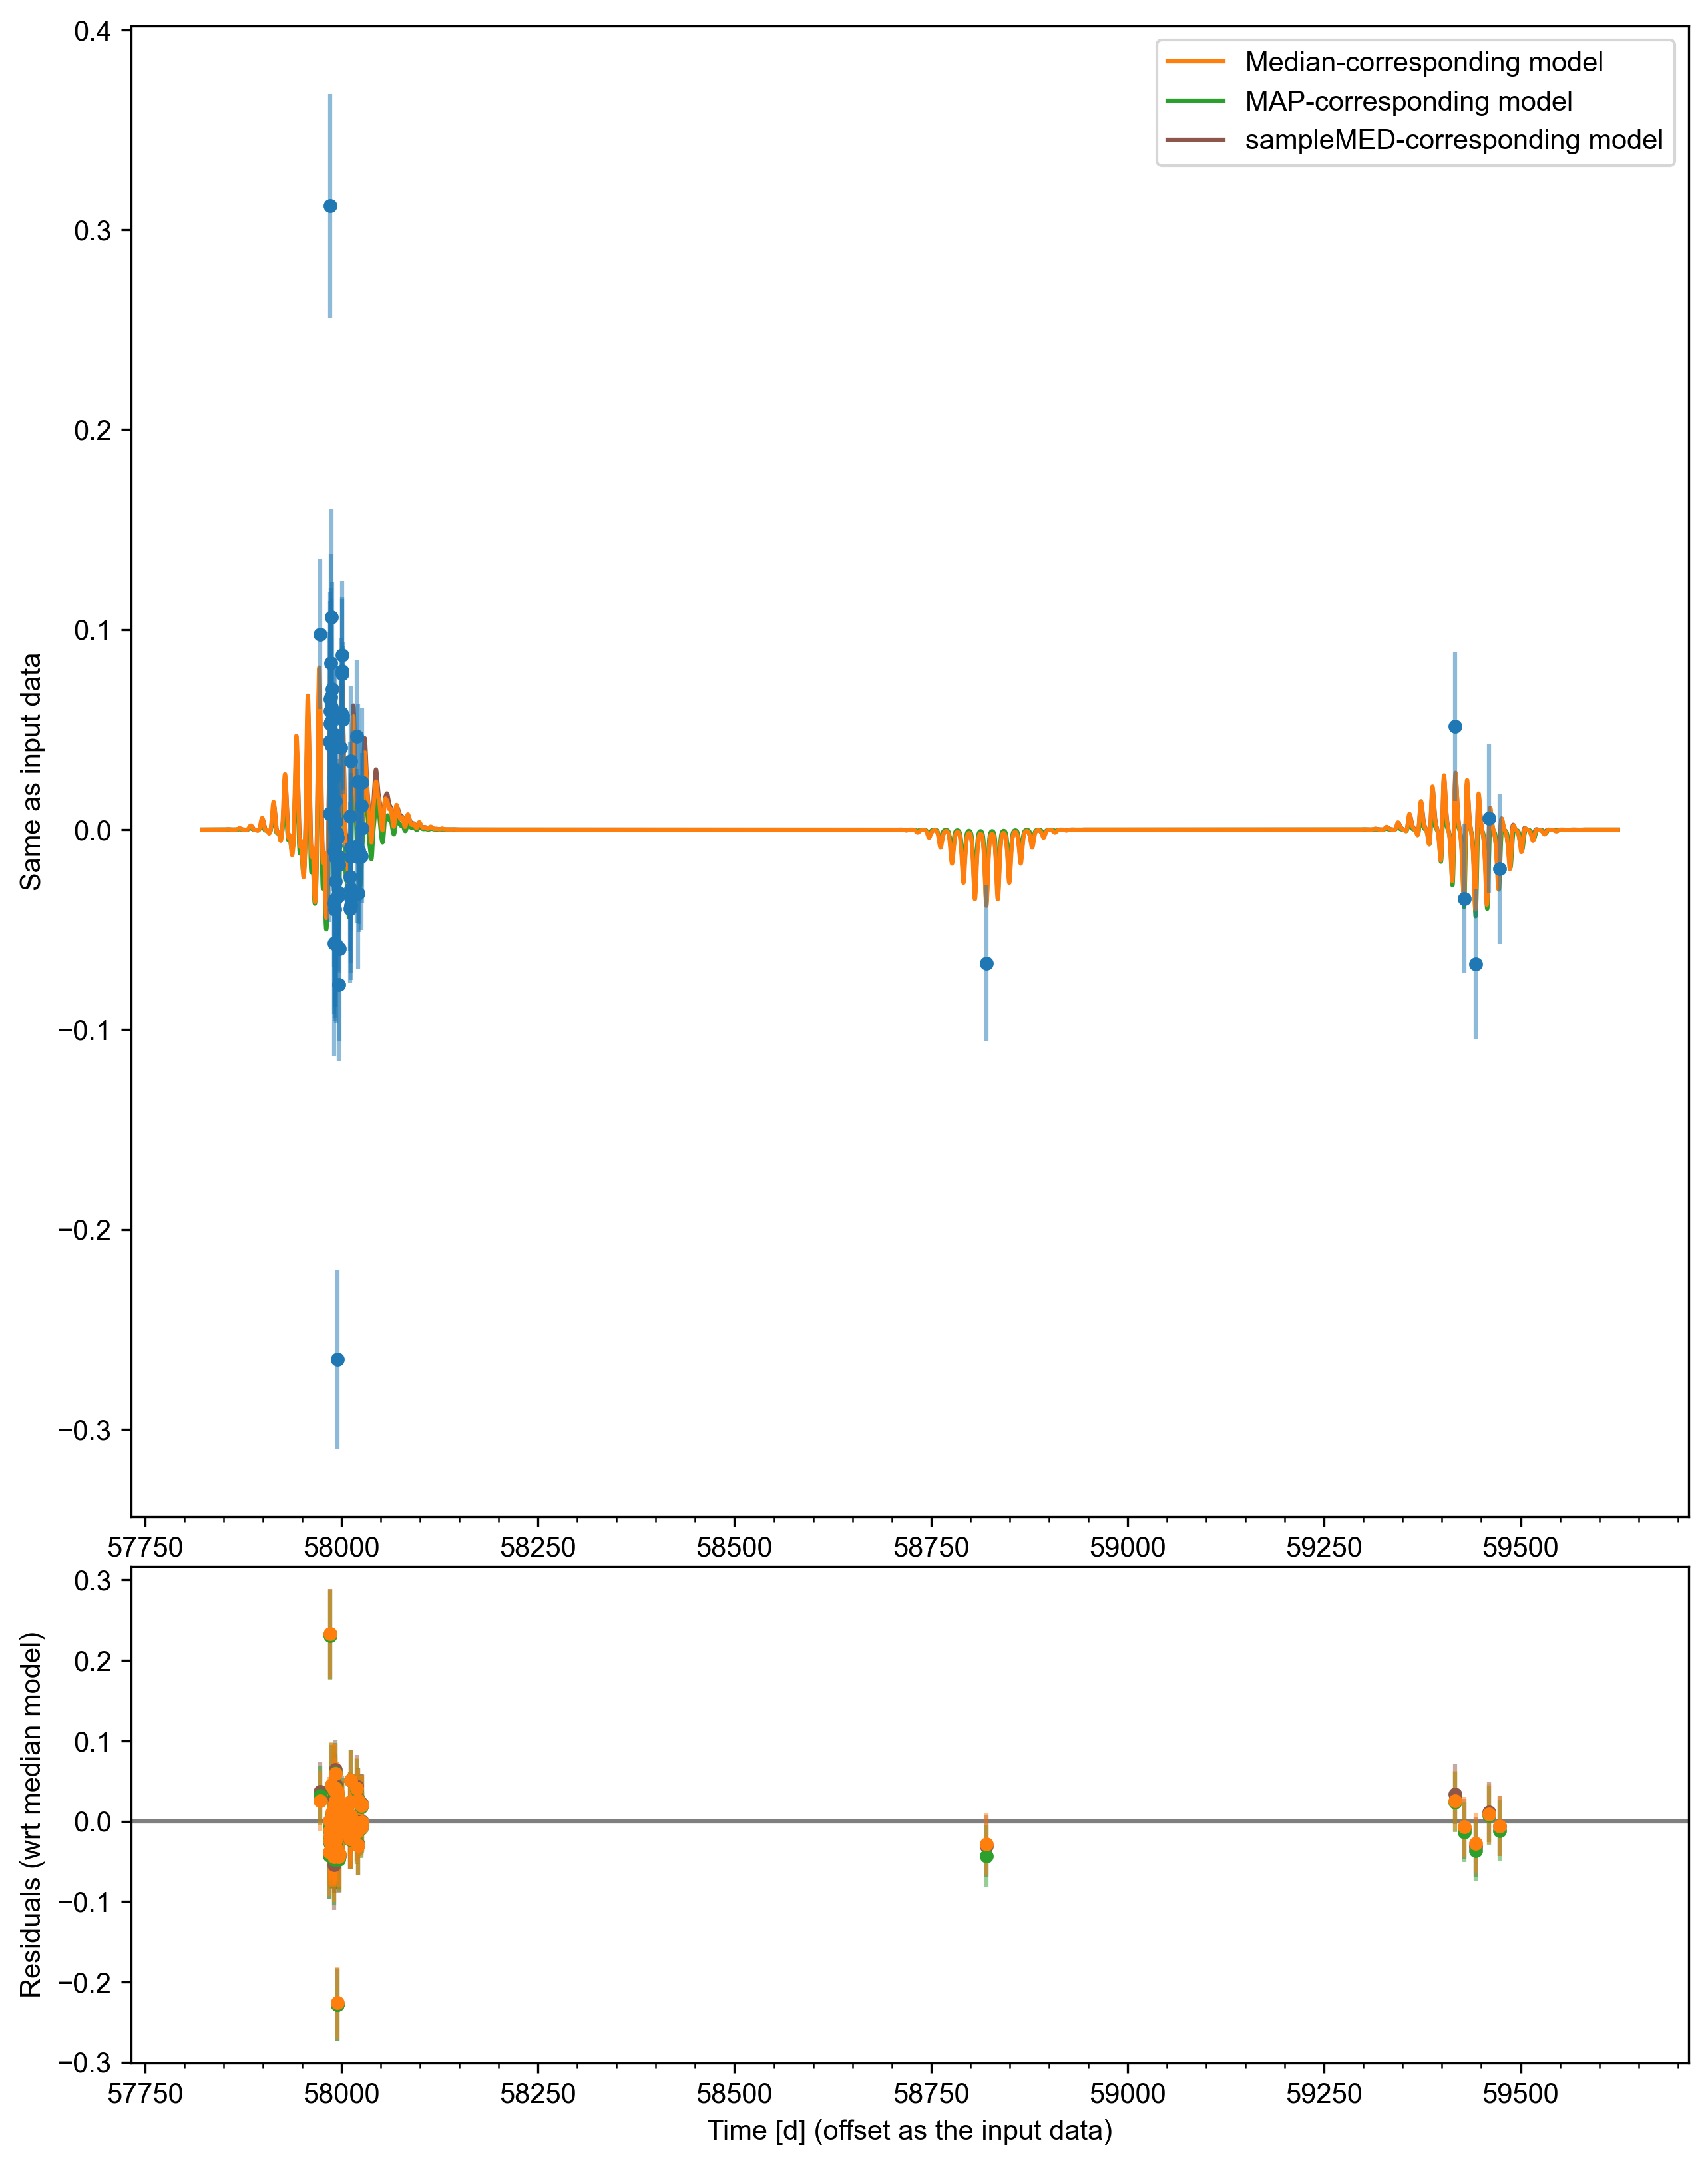 Median-corresponding model
MAP-corresponding model
sampleMED-corresponding model
Same as input data
0.4
0.3
0.2
0.1
0.0
−0.1
−0.2
−0.3
57750 58000 58250 58500 58750 59000 59250 59500
Residuals (wrt median model)
0.3
0.2
0.1
0.0
−0.1
−0.2
−0.3
57750 58000 58250 58500 58750 59000 59250 59500
Time [d] (offset as the input data)